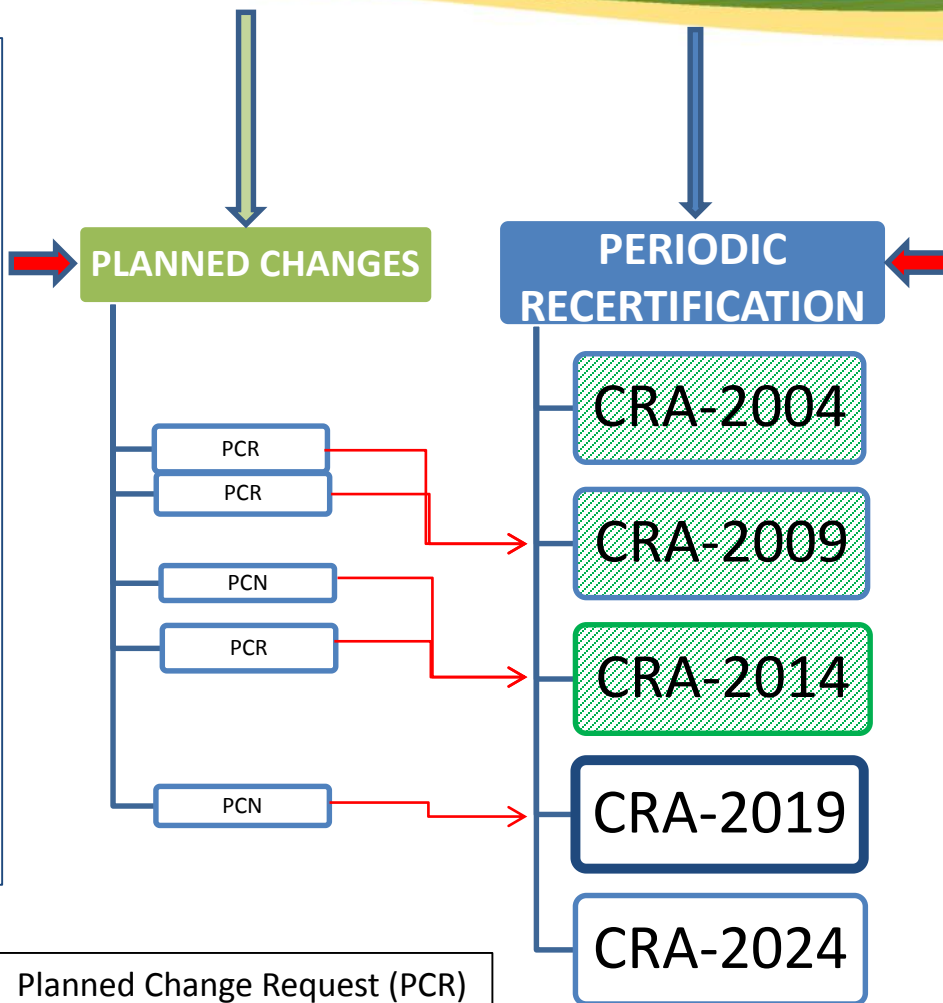 PLANNED CHANGES
PCR
PCR
PCN
PCR
PCN
PERIODIC
RECERTIFICATION
CRA-2004
CRA-2009
CRA-2014
CRA-2019
CRA-2024
Planned Change Request (PCR)